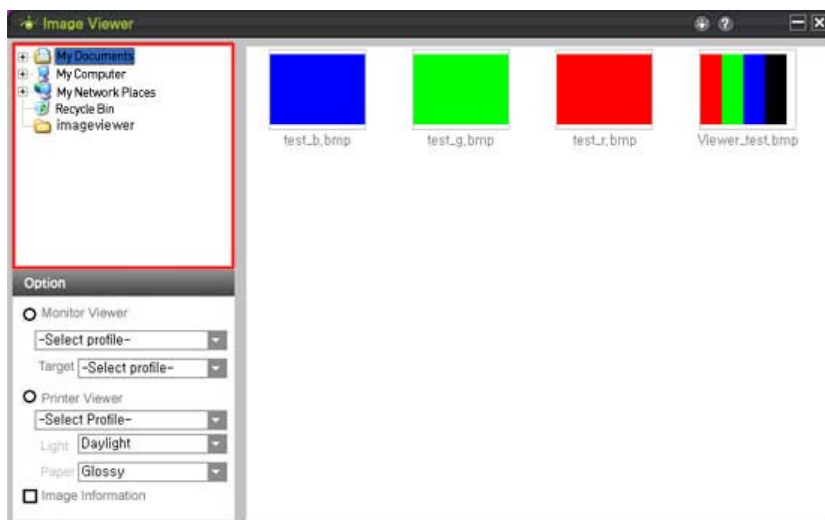 Image Viewer
My Documents
My Computer
My Network Places
Recycle Bin
imageviewer
test_b.bmp
test_g.bmp
test_r.bmp
Viewer_test.bmp
Option
Monitor Viewer
-Select profile-
Target -Select profile-
Printer Viewer
-Select Profile-
Light Daylight
Paper Glossy
Image Information